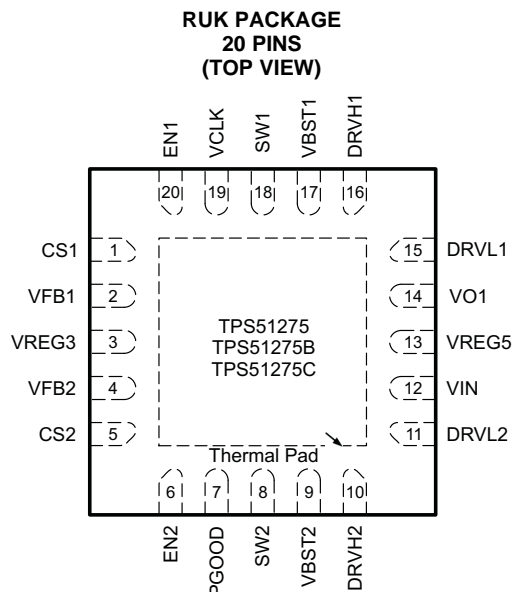 RUK PACKAGE
20 PINS
(TOP VIEW)
EN1
VCLK
SW1
VBST1
DRVH1
20
19
18
17
16
CS1 1
15 DRVL1
VFB1 2
14 VO1
VREG3 3
13 VREG5
VFB2 4
12 VIN
CS2 5
11 DRVL2
TPS51275
TPS51275B
TPS51275C
Thermal Pad
6
7
8
9
10
EN2
PGOOD
SW2
VBST2
DRVH2